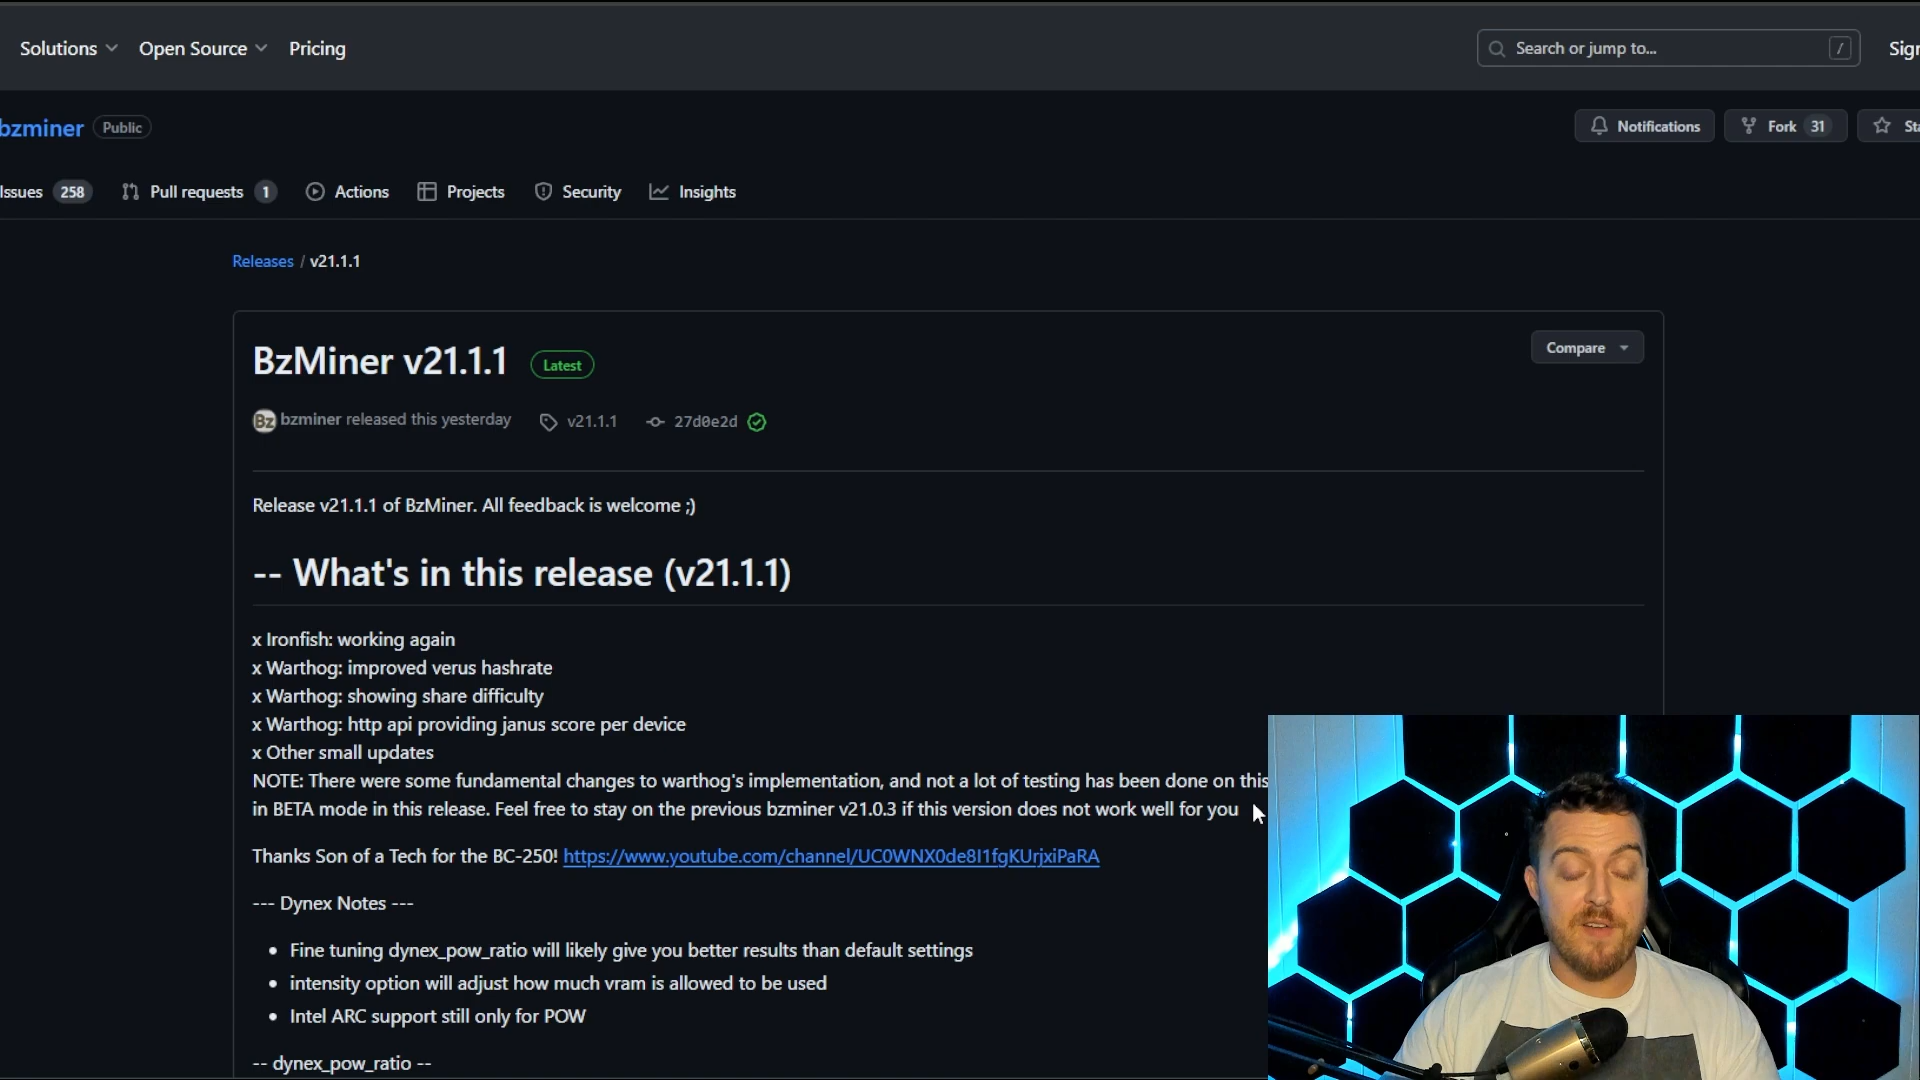 Solutions Open Source Pricing Search or jump to... /
bzminer Public Notifications Fork 31
Issues 258 Pull requests 1 Actions Projects Security Insights
Releases / v21.1.1
BzMiner v21.1.1 Latest Compare
Bz bzminer released this yesterday v21.1.1 27d0e2d
Release v21.1.1 of BzMiner. All feedback is welcome ;)
-- What's in this release (v21.1.1)
x Ironfish: working again
x Warthog: improved verus hashrate
x Warthog: showing share difficulty
x Warthog: http api providing janus score per device
x Other small updates
NOTE: There were some fundamental changes to warthog's implementation, and not a lot of testing has been done on this
in BETA mode in this release. Feel free to stay on the previous bzminer v21.0.3 if this version does not work well for you
Thanks Son of a Tech for the BC-250! https://www.youtube.com/channel/UC0WNX0de8I1fgKUrjxiPaRA
--- Dynex Notes ---
• Fine tuning dynex_pow_ratio will likely give you better results than default settings
• intensity option will adjust how much vram is allowed to be used
• Intel ARC support still only for POW
-- dynex_pow_ratio --